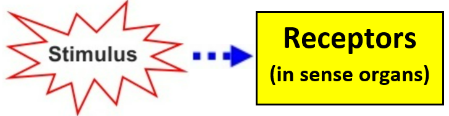 Stimulus
Receptors
(in sense organs)